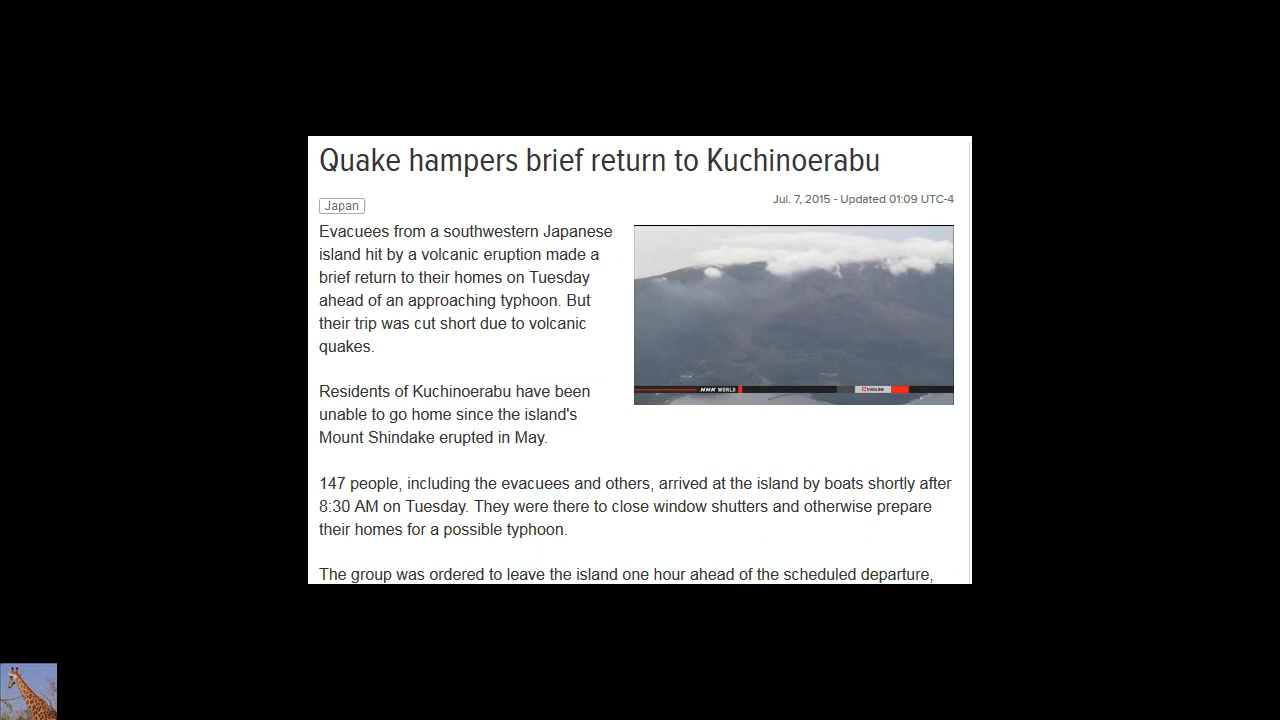 Quake hampers brief return to Kuchinoerabu
Japan
Jul. 7, 2015 - Updated 01:09 UTC-4
Evacuees from a southwestern Japanese
island hit by a volcanic eruption made a
brief return to their homes on Tuesday
ahead of an approaching typhoon. But
their trip was cut short due to volcanic
quakes.
NHK WORLD
NEWSLINE
Residents of Kuchinoerabu have been
unable to go home since the island's
Mount Shindake erupted in May.
147 people, including the evacuees and others, arrived at the island by boats shortly after
8:30 AM on Tuesday. They were there to close window shutters and otherwise prepare
their homes for a possible typhoon.
The group was ordered to leave the island one hour ahead of the scheduled departure,